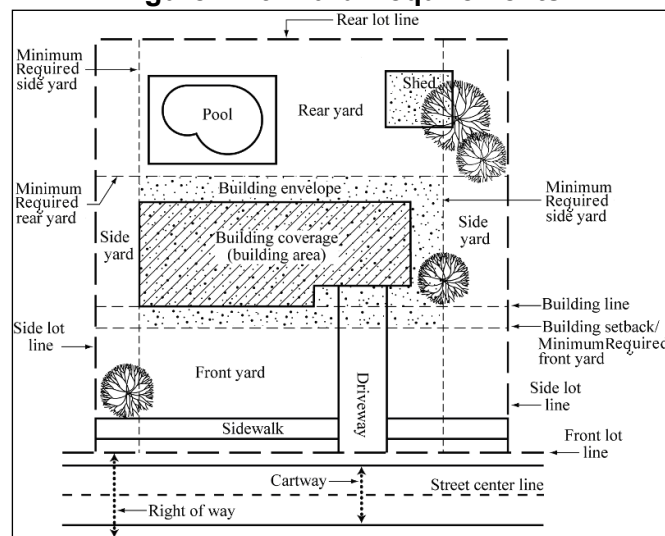 Rear lot line
Minimum
Required
side yard
Shed
Pool
Rear yard
Minimum
Required
rear yard
Building envelope
Minimum
Required
side yard
Side
yard
Side
yard
Building coverage
(building area)
Building line
Building setback/
Minimum Required
front yard
Side lot
line
Front yard
Driveway
Side lot
line
Sidewalk
Front lot
line
Cartway
Street center line
Right of way